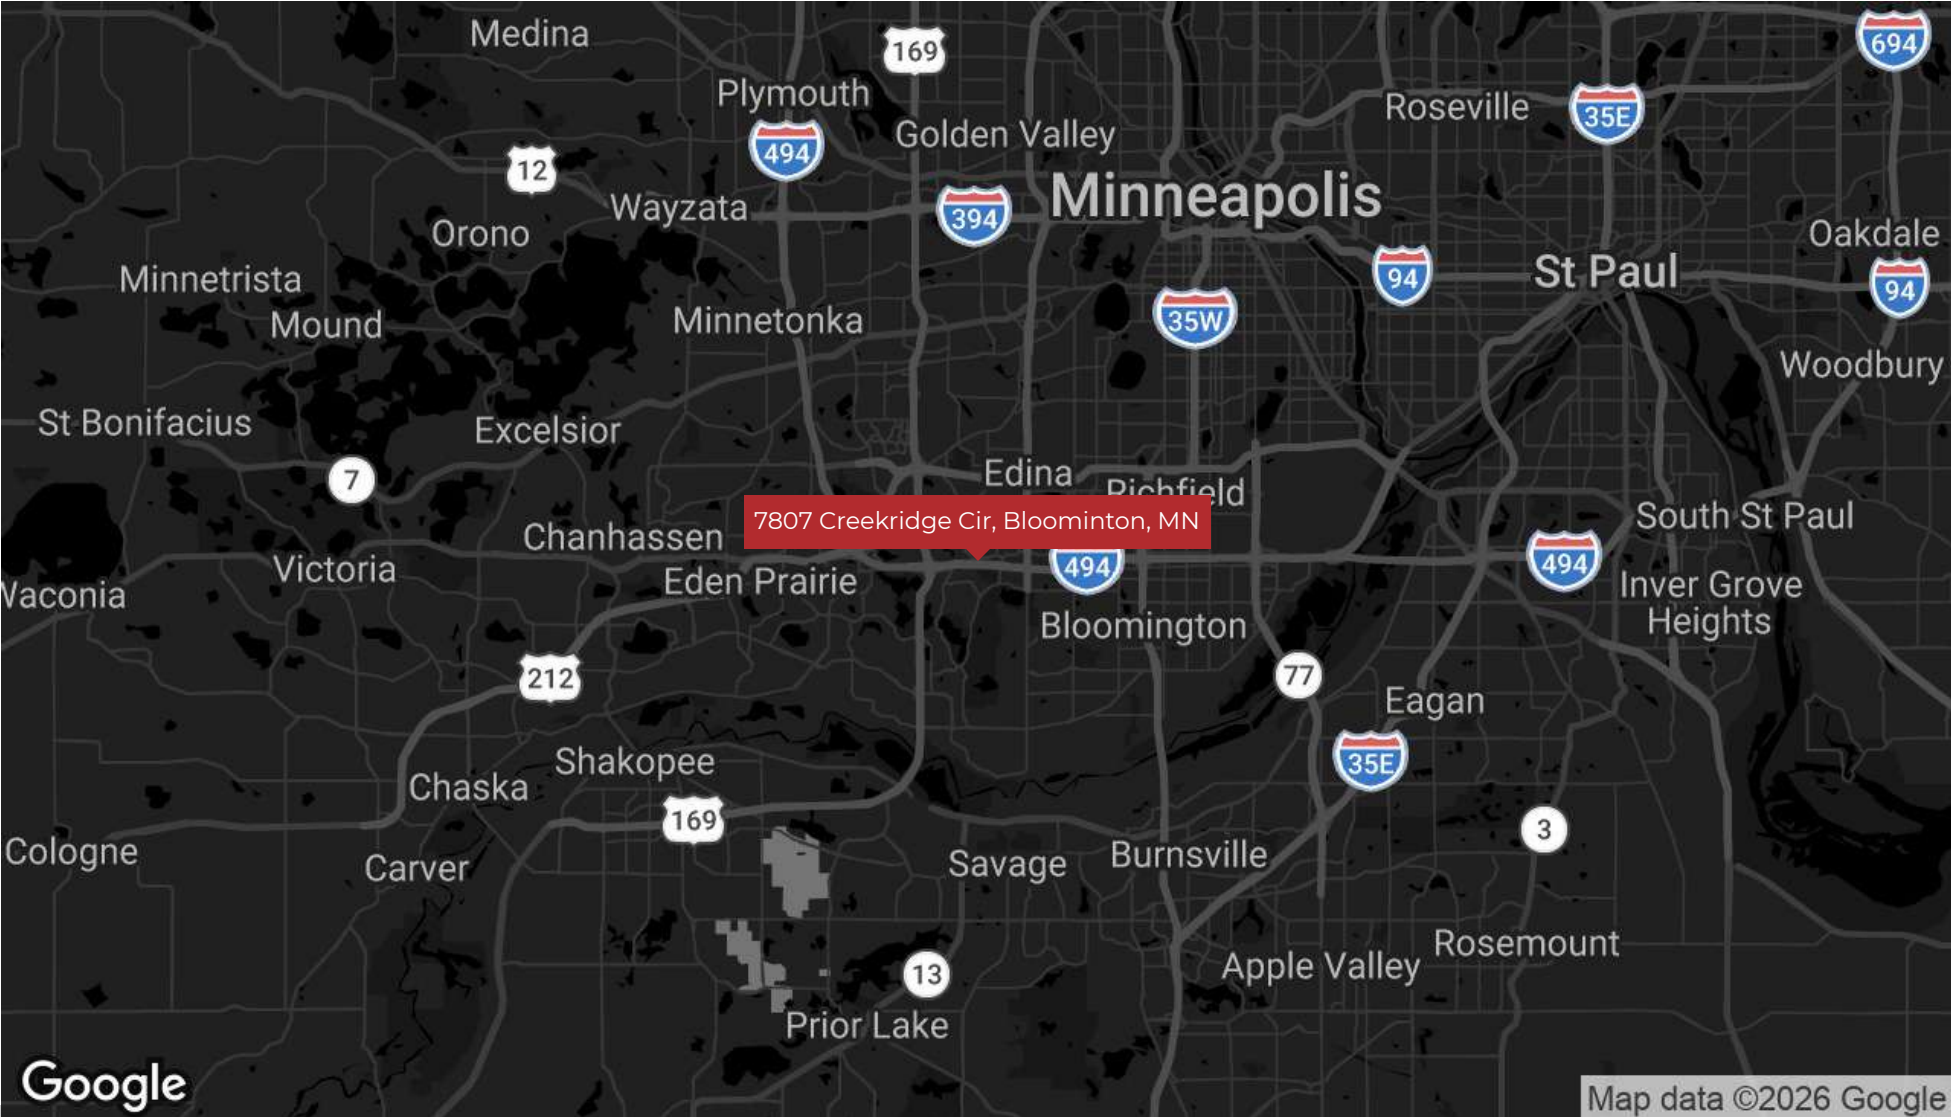 Medina
169
694
Plymouth
Roseville
35E
494
Golden Valley
12
Wayzata
394
Minneapolis
Orono
Oakdale
Minnetrista
94
St Paul
94
Mound
Minnetonka
35W
Woodbury
St Bonifacius
Excelsior
7
Edina
Richfield
7807 Creekridge Cir, Bloominton, MN
South St Paul
Chanhassen
Victoria
494
494
Eden Prairie
Waconia
Inver Grove
Heights
Bloomington
212
77
Eagan
Shakopee
35E
Chaska
169
3
Cologne
Carver
Savage
Burnsville
Rosemount
Apple Valley
13
Prior Lake
Google
Map data ©2026 Google